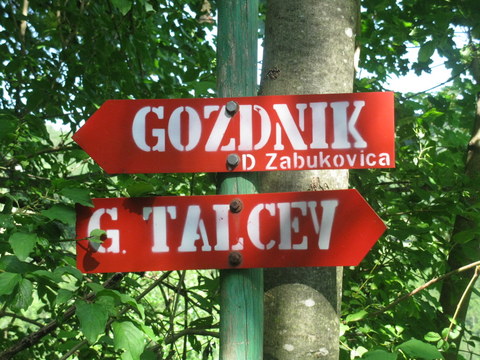 GOZDNIK
D Zabukovica
G. TALCEV